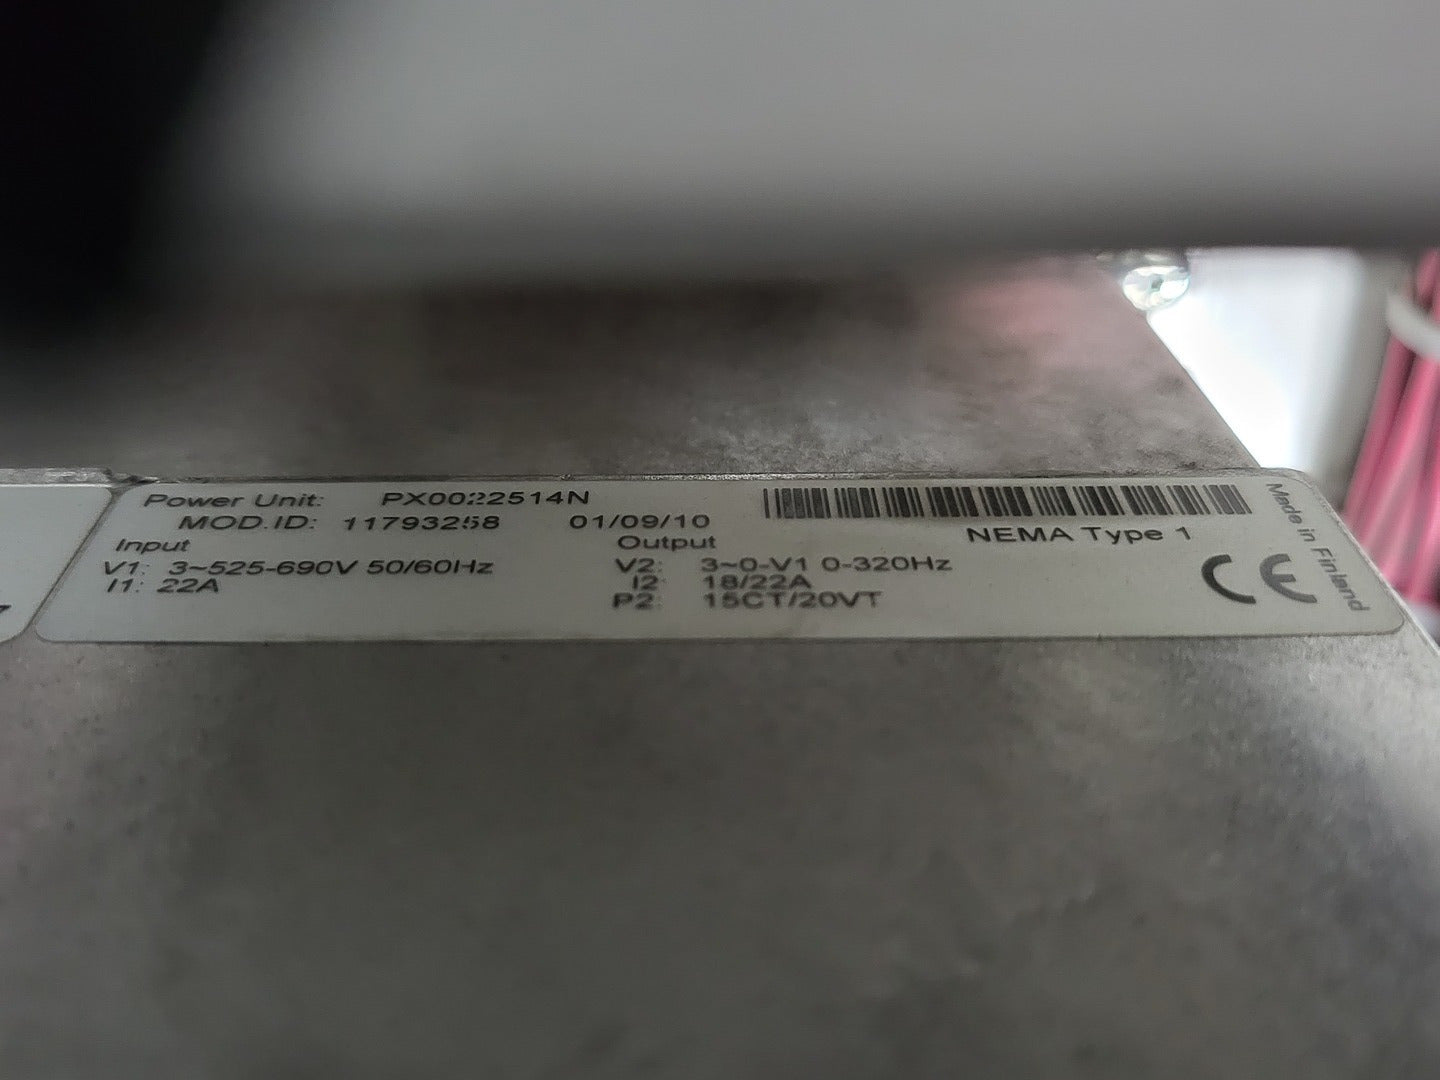 Power Unit: PX0022514N
MOD.ID: 11793258 01/09/10
NEMA Type 1
Input
V1: 3~525-690V 50/60Hz
I1: 22A
Output
V2: 3~0-V1 0-320Hz
I2: 18/22A
P2: 15CT/20VT
CE
Made in Finland